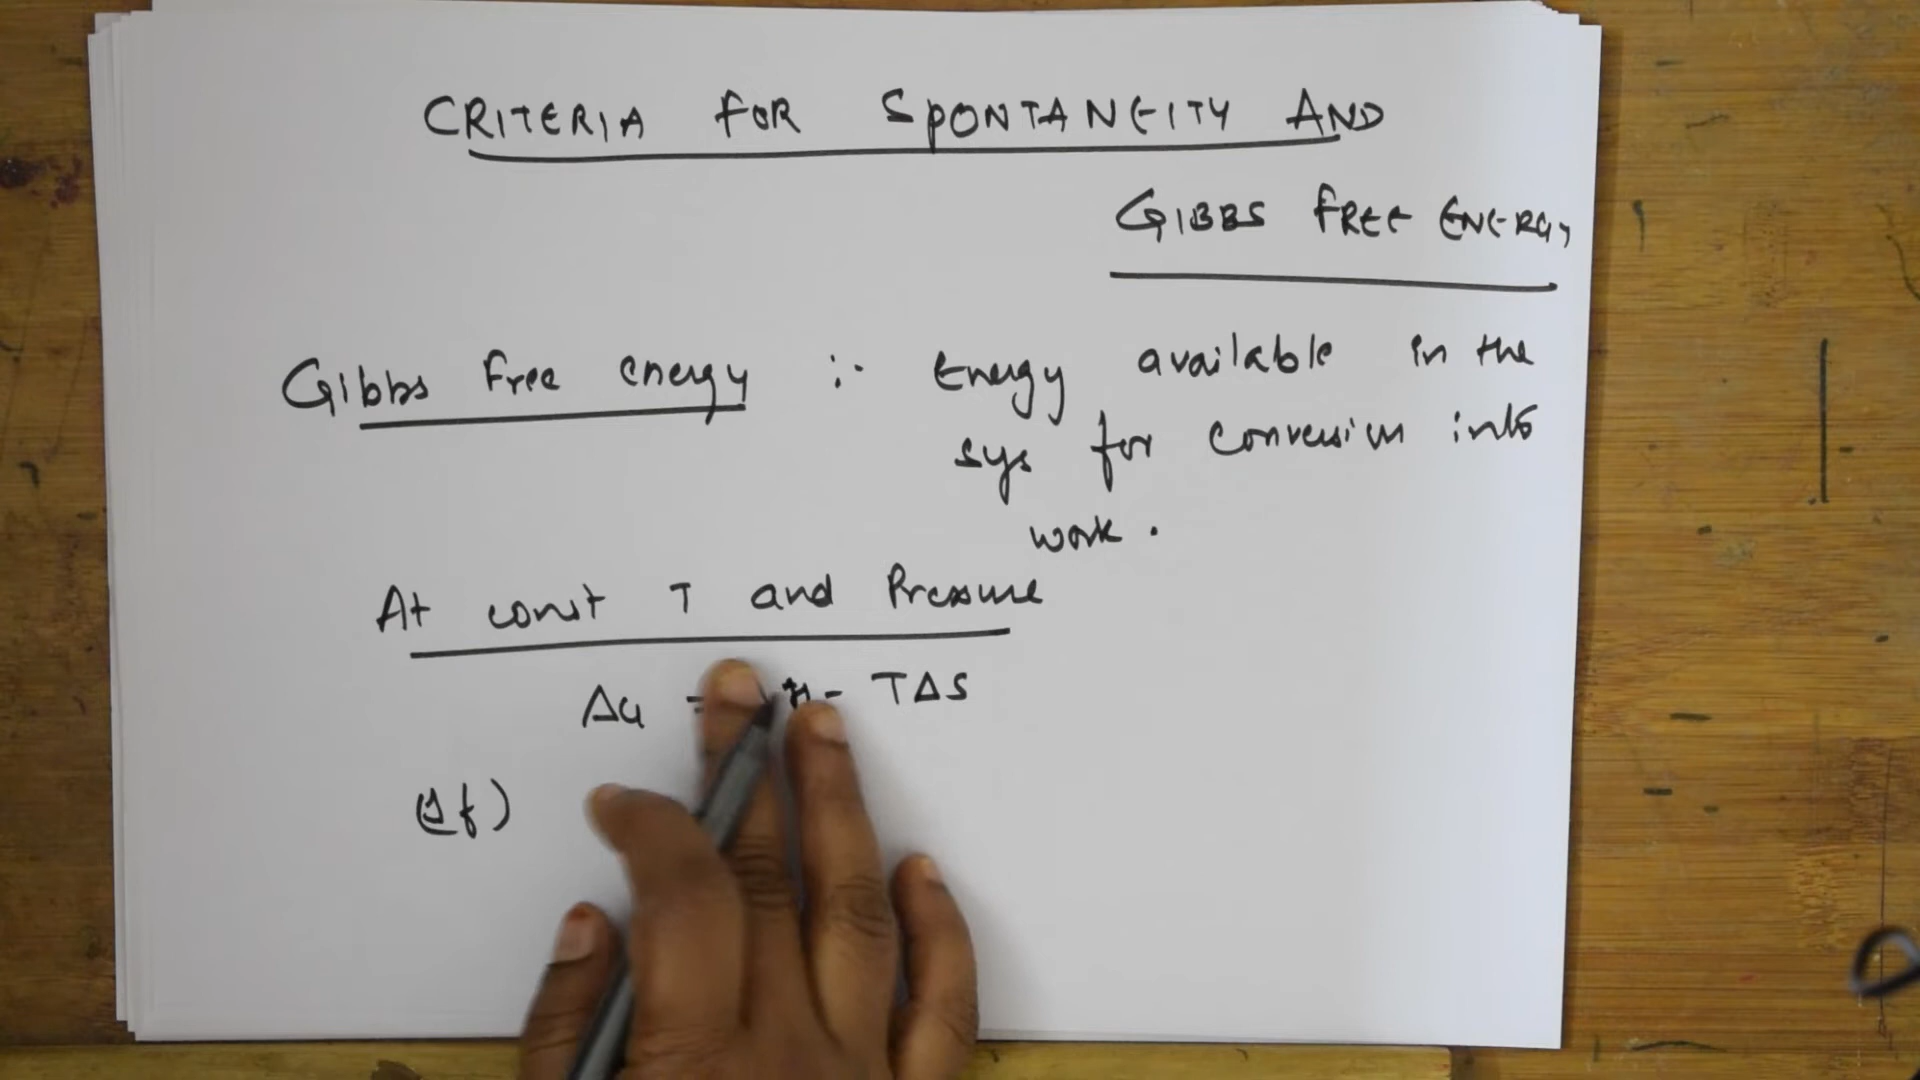 CRITERIA FOR SPONTANEITY AND
GIBBS FREE ENERGY
Gibbs Free energy :- Energy available in the
sys for conversion into
work.
At const T and Pressure
ΔG = H - TΔS
(If)